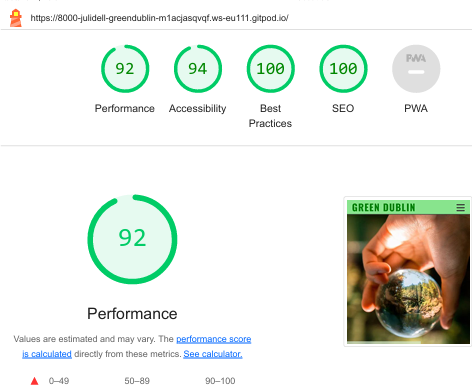 https://8000-julidell-greendublin-m1acjasqvqf.ws-eu111.gitpod.io/
92 94 100 100 PWA
Performance Accessibility Best Practices SEO PWA
92
GREEN DUBLIN
Performance
Values are estimated and may vary. The performance score
is calculated directly from these metrics. See calculator.
0–49 50–89 90–100